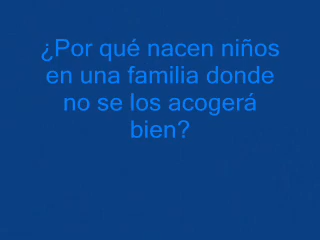 ¿Por qué nacen niños
en una familia donde
no se los acogerá
bien?